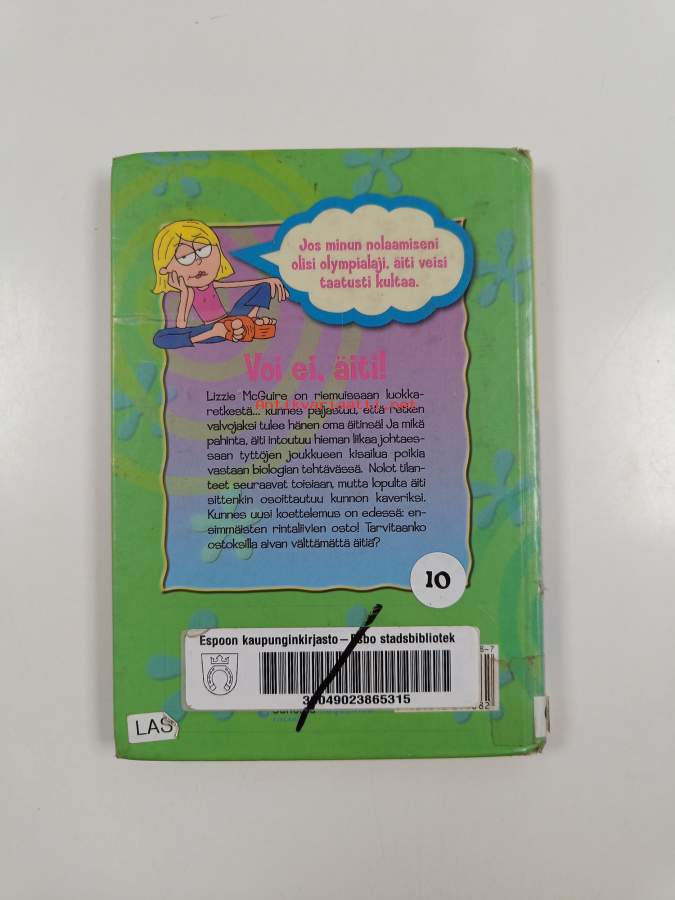 Jos minun nolaamiseni
olisi olympialaji, äiti veisi
taatusti kultaa.
Voi ei, äiti!
Lizzie McGuire on riemuissaan luokka-
retkestä... kunnes paljastuu, että retken
Antikvariaatti.net
valvojaksi tulee hänen oma äitinsä! Ja mikä
pahinta, äiti intoutuu hieman liikaa johtaes-
saan tyttöjen joukkueen kisailua poikia
vastaan biologian tehtävässä. Nolot tilan-
teet seuraavat toisiaan, mutta lopulta äiti
sittenkin osoittautuu kunnon kaveriksi.
Kunnes uusi koettelemus on edessä: en-
simmäisten rintaliivien osto! Tarvitaanko
ostoksilla aivan välttämättä äitiä?
10
Espoon kaupunginkirjasto – Esbo stadsbibliotek
LAS